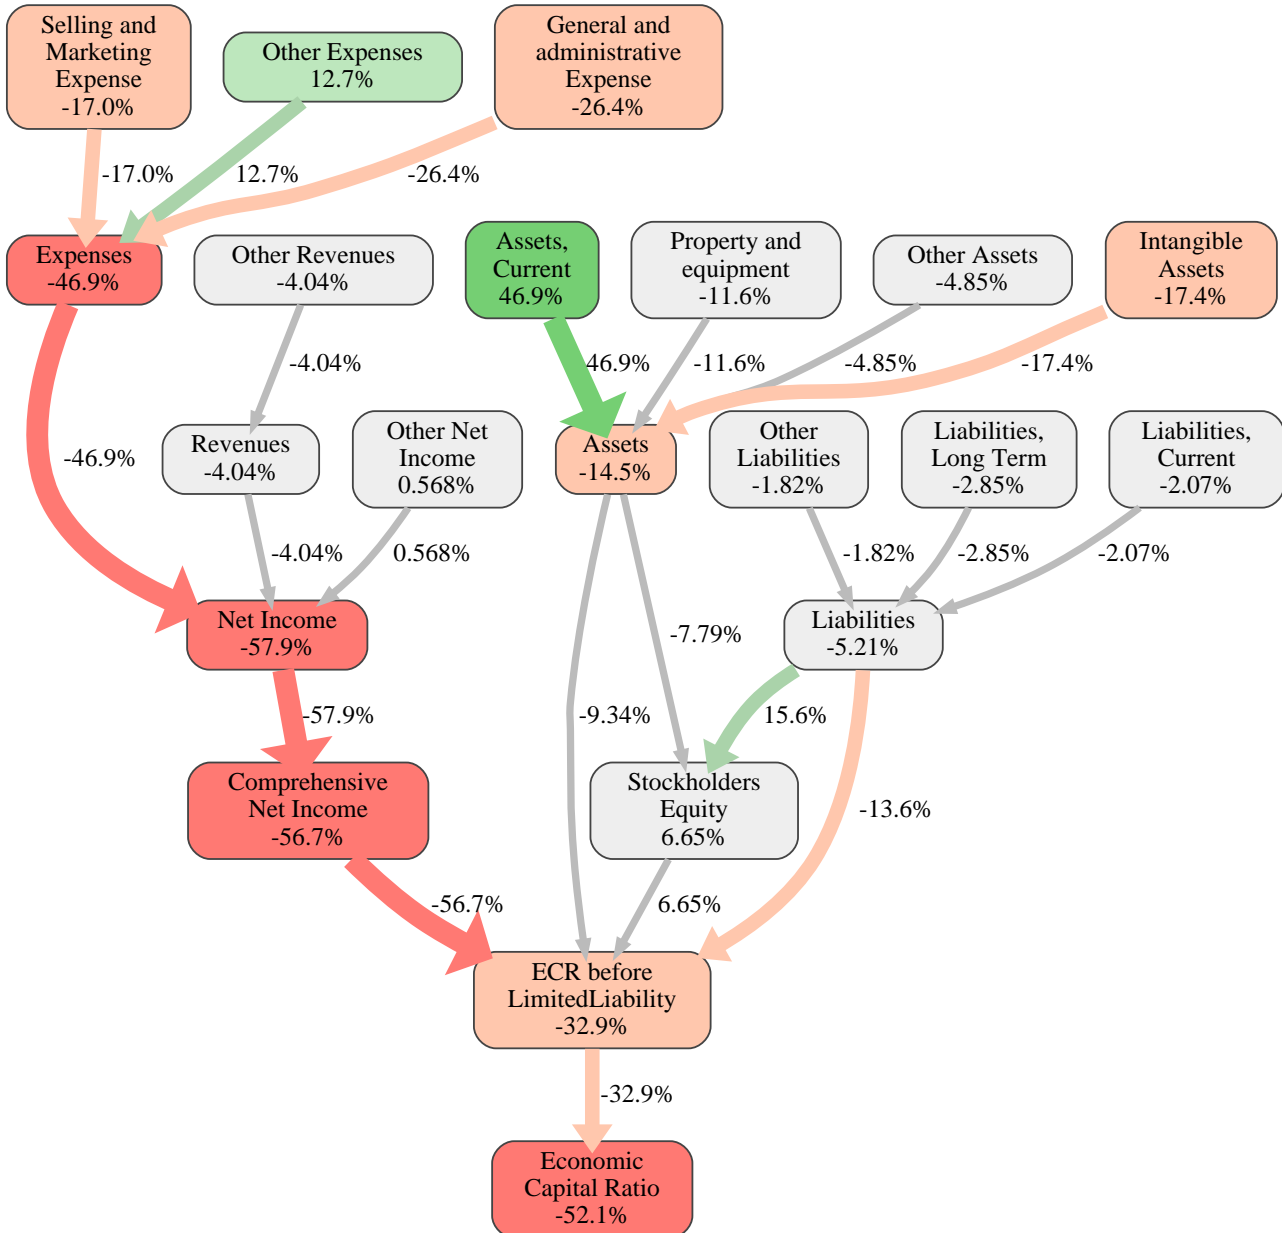 Selling and
Marketing
Expense
-17.0%
Other Expenses
12.7%
General and
administrative
Expense
-26.4%
-17.0%
12.7%
-26.4%
Expenses
-46.9%
Other Revenues
-4.04%
Assets,
Current
46.9%
Property and
equipment
-11.6%
Other Assets
-4.85%
Intangible
Assets
-17.4%
-4.04%
46.9%
-11.6%
-4.85%
-17.4%
-46.9%
Revenues
-4.04%
Other Net
Income
0.568%
Assets
-14.5%
Other
Liabilities
-1.82%
Liabilities,
Long Term
-2.85%
Liabilities,
Current
-2.07%
-4.04%
0.568%
-1.82%
-2.85%
-2.07%
Net Income
-57.9%
-7.79%
Liabilities
-5.21%
-57.9%
-9.34%
15.6%
Comprehensive
Net Income
-56.7%
Stockholders
Equity
6.65%
-13.6%
-56.7%
6.65%
ECR before
LimitedLiability
-32.9%
-32.9%
Economic
Capital Ratio
-52.1%